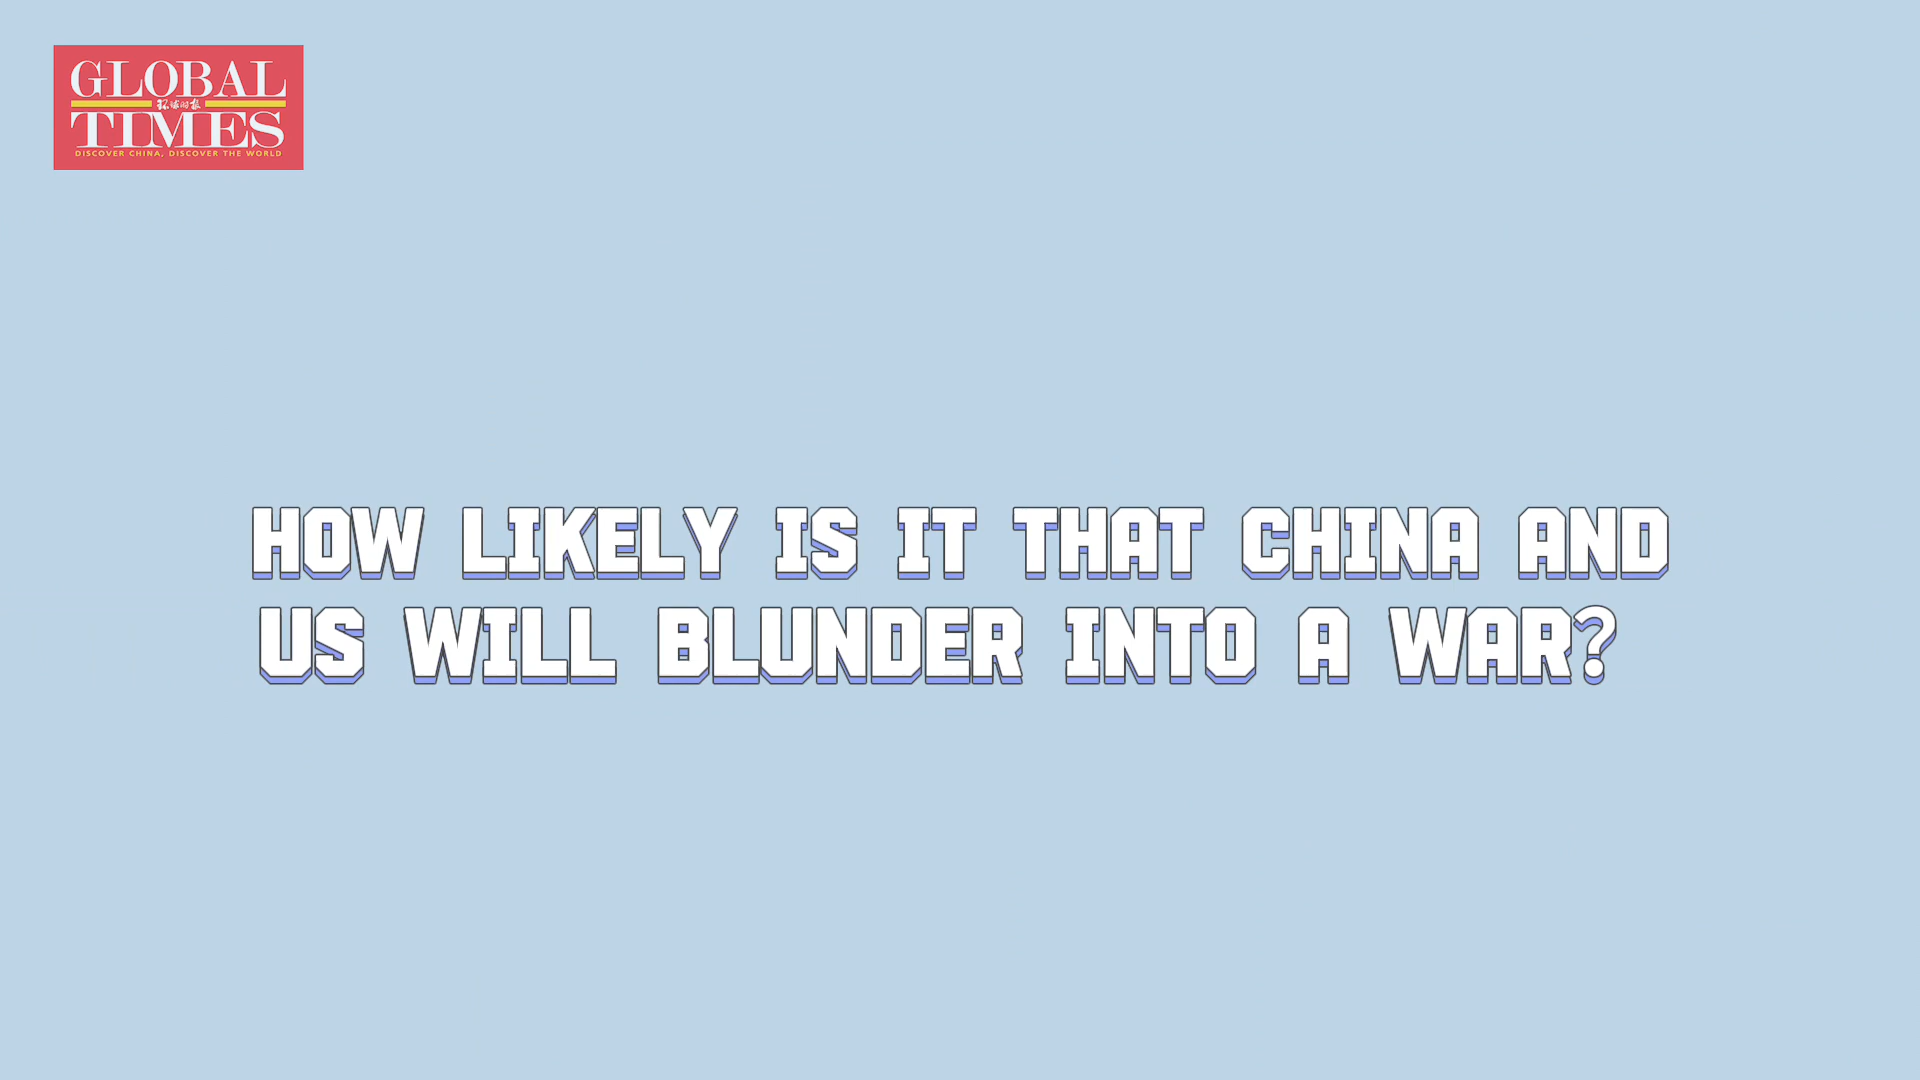 GLOBAL
环球时报
TIMES
DISCOVER CHINA, DISCOVER THE WORLD
HOW LIKELY IS IT THAT CHINA AND
US WILL BLUNDER INTO A WAR?